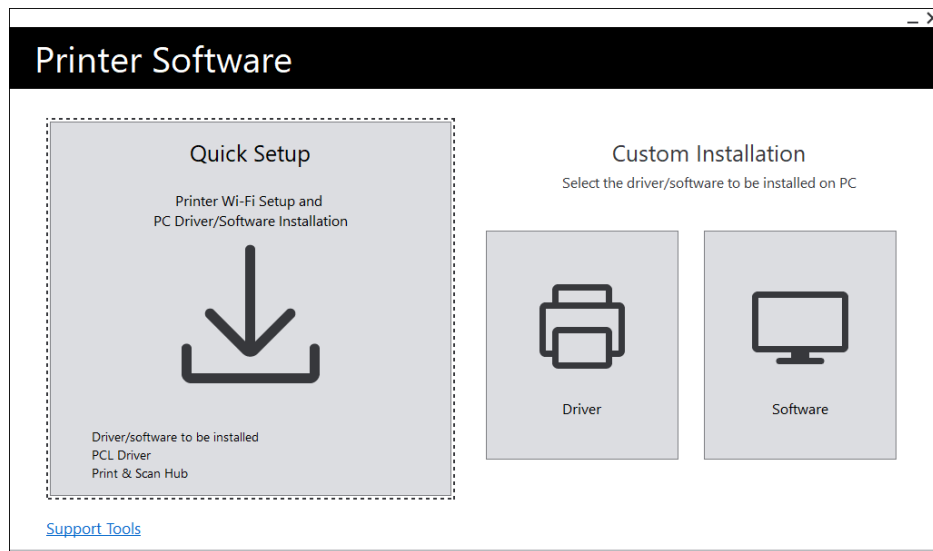 Printer Software
Quick Setup
Printer Wi-Fi Setup and
PC Driver/Software Installation
Driver/software to be installed
PCL Driver
Print & Scan Hub
Custom Installation
Select the driver/software to be installed on PC
Driver
Software
Support Tools